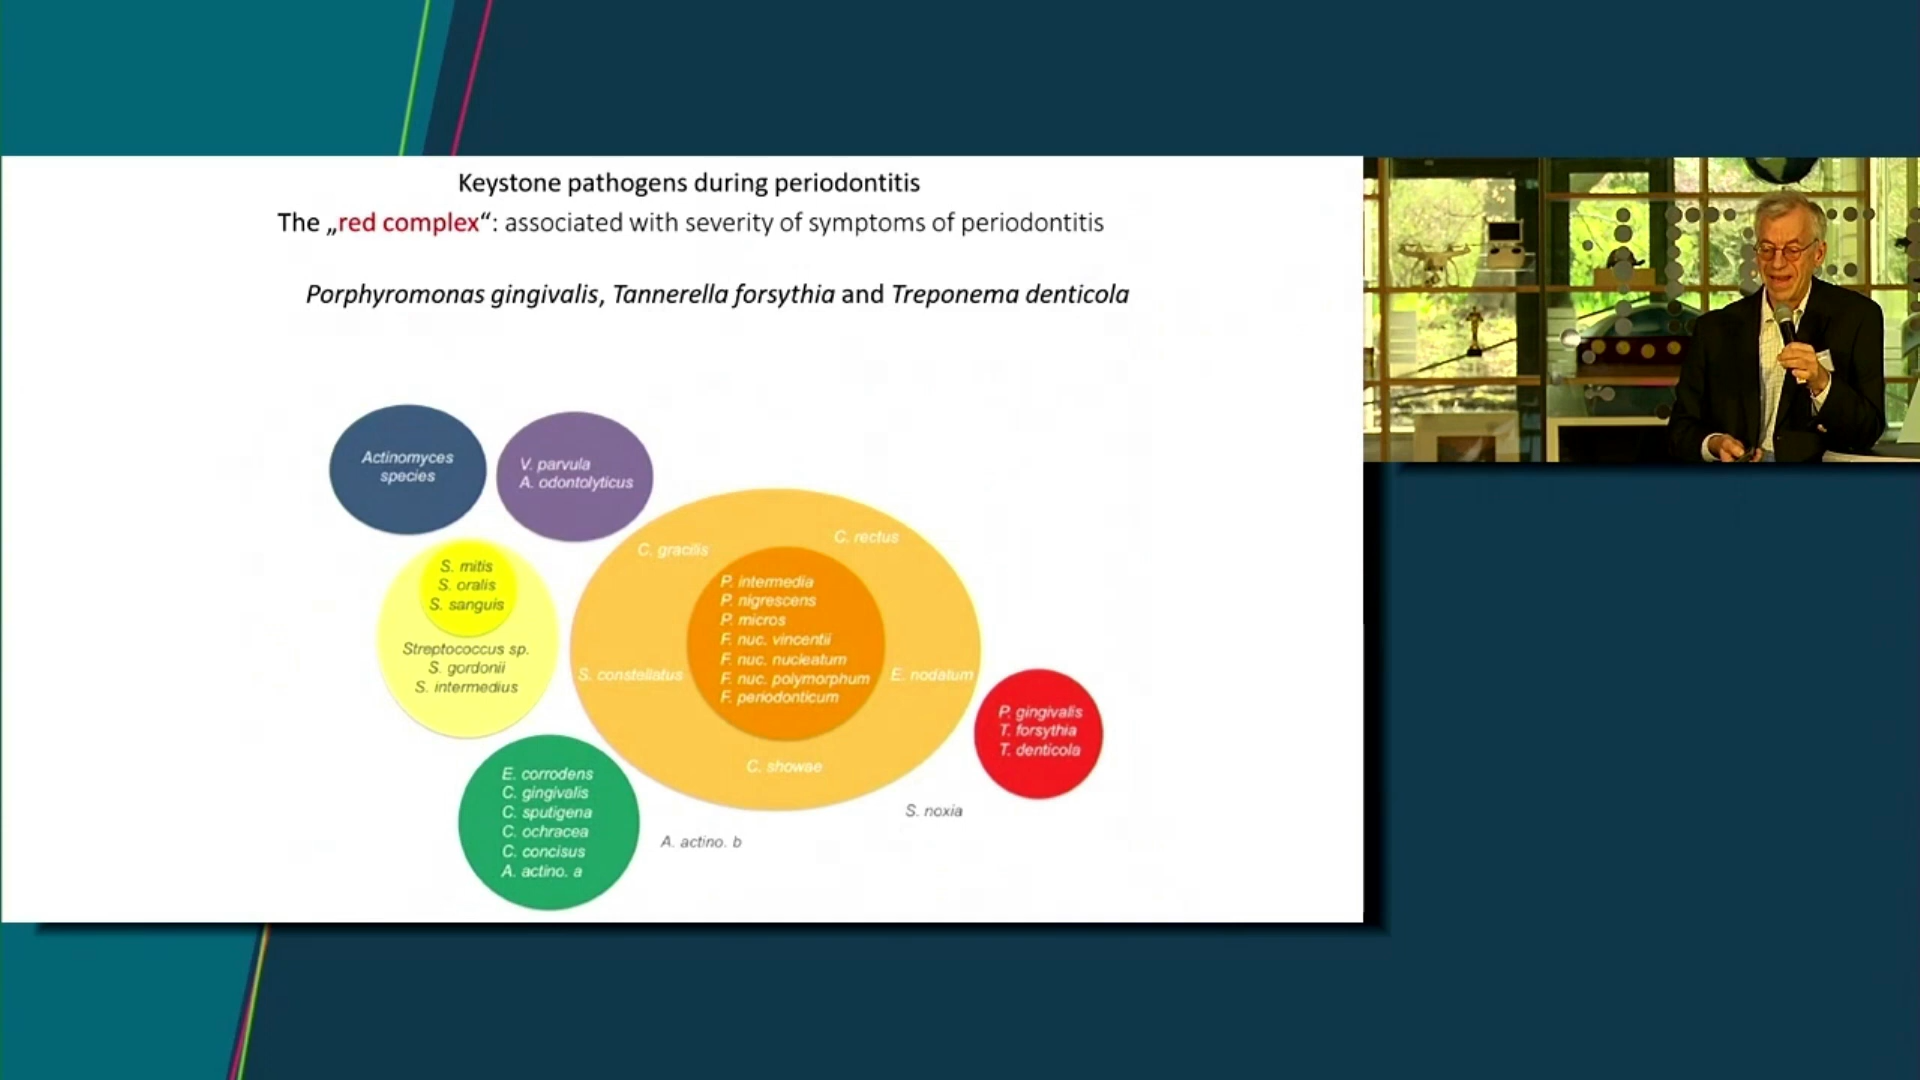 Keystone pathogens during periodontitis
The „red complex“: associated with severity of symptoms of periodontitis
Porphyromonas gingivalis, Tannerella forsythia and Treponema denticola
Actinomyces
species
V. parvula
A. odontolyticus
S. mitis
S. oralis
S. sanguis
Streptococcus sp.
S. gordonii
S. intermedius
C. gracilis
C. rectus
P. intermedia
P. nigrescens
P. micros
F. nuc. vincentii
F. nuc. nucleatum
F. nuc. polymorphum
F. periodonticum
S. constellatus
E. nodatum
C. showae
P. gingivalis
T. forsythia
T. denticola
E. corrodens
C. gingivalis
C. sputigena
C. ochracea
C. concisus
A. actino. a
A. actino. b
S. noxia